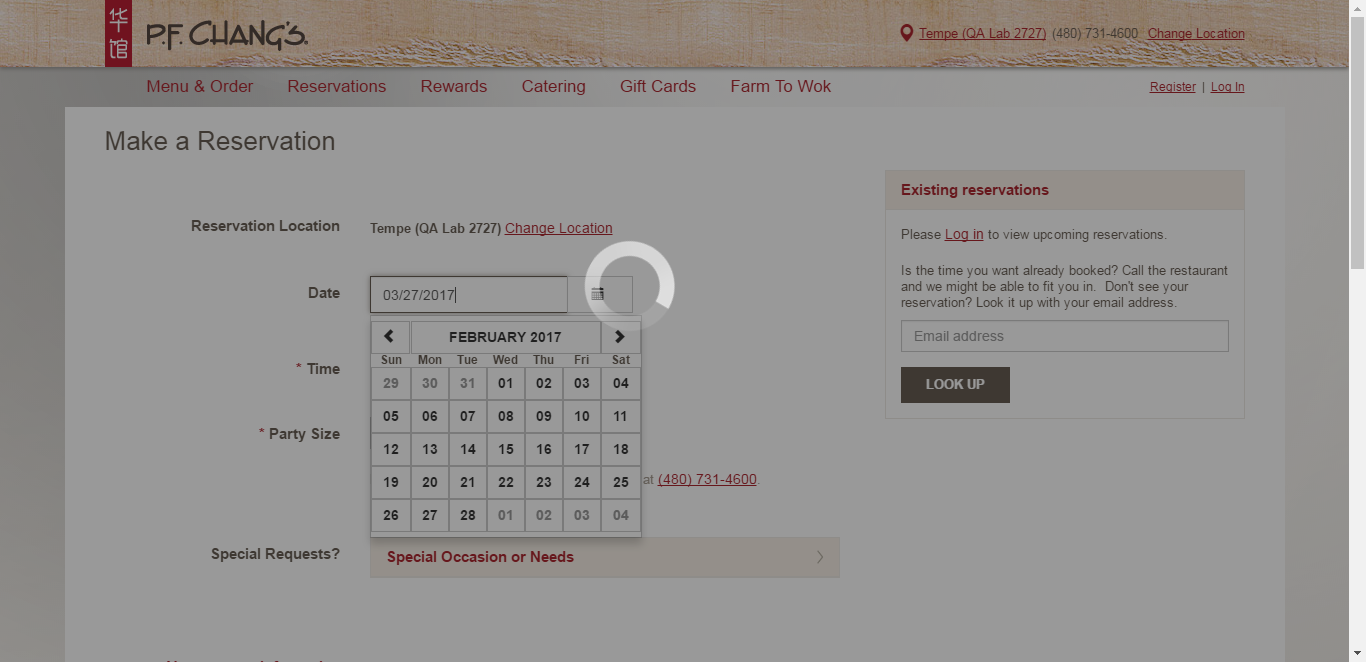 华馆
P.F. CHANG'S
Tempe (QA Lab 2727) (480) 731-4600 Change Location
Menu & Order Reservations Rewards Catering Gift Cards Farm To Wok
Register | Log In
Make a Reservation
Reservation Location Tempe (QA Lab 2727) Change Location
Date 03/27/2017
FEBRUARY 2017
Sun Mon Tue Wed Thu Fri Sat
29 30 31 01 02 03 04
05 06 07 08 09 10 11
12 13 14 15 16 17 18
19 20 21 22 23 24 25
26 27 28 01 02 03 04
* Time
* Party Size
at (480) 731-4600.
Special Requests? Special Occasion or Needs
Existing reservations
Please Log in to view upcoming reservations.
Is the time you want already booked? Call the restaurant
and we might be able to fit you in. Don't see your
reservation? Look it up with your email address.
Email address
LOOK UP